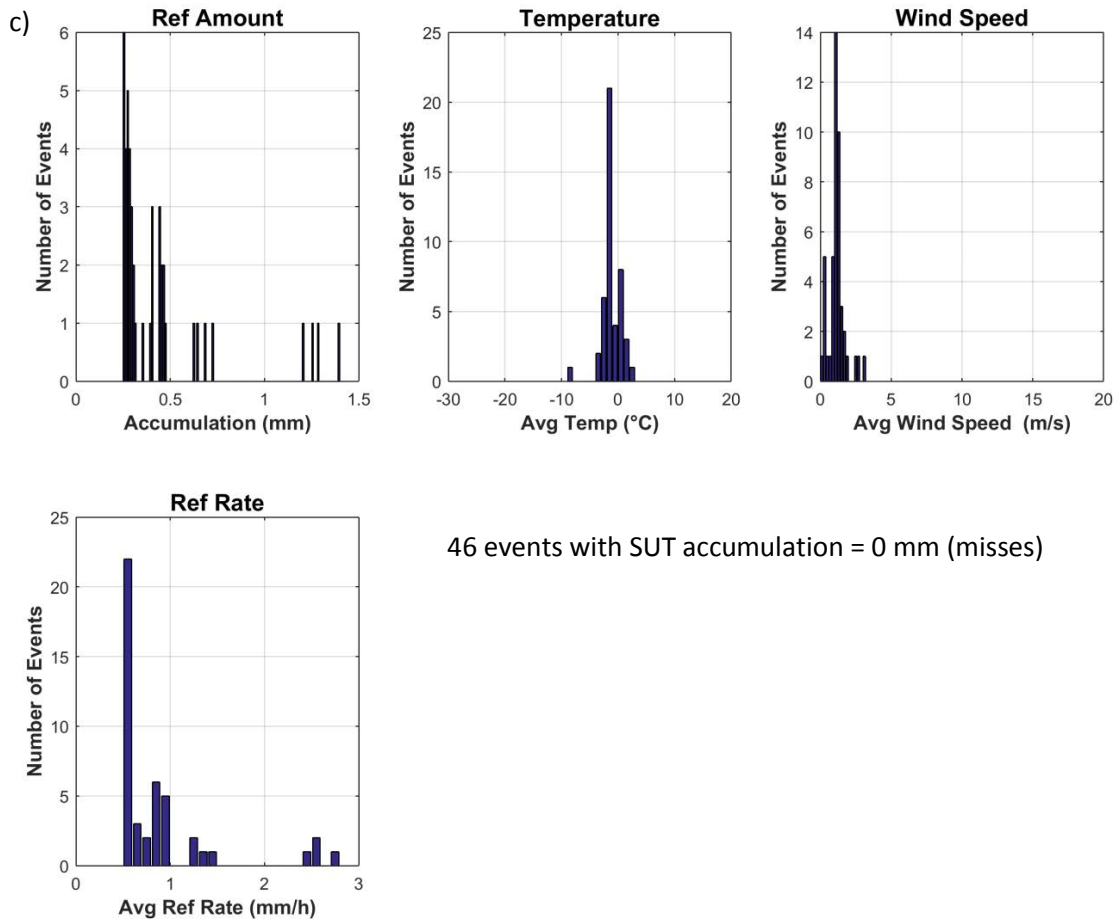 c)
Ref Amount
Number of Events
6
5
4
3
2
1
0
0 0.5 1 1.5
Accumulation (mm)
Temperature
Number of Events
25
20
15
10
5
0
-30 -20 -10 0 10 20
Avg Temp (°C)
Wind Speed
Number of Events
14
12
10
8
6
4
2
0
0 5 10 15 20
Avg Wind Speed (m/s)
Ref Rate
Number of Events
25
20
15
10
5
0
0 1 2 3
Avg Ref Rate (mm/h)
46 events with SUT accumulation = 0 mm (misses)